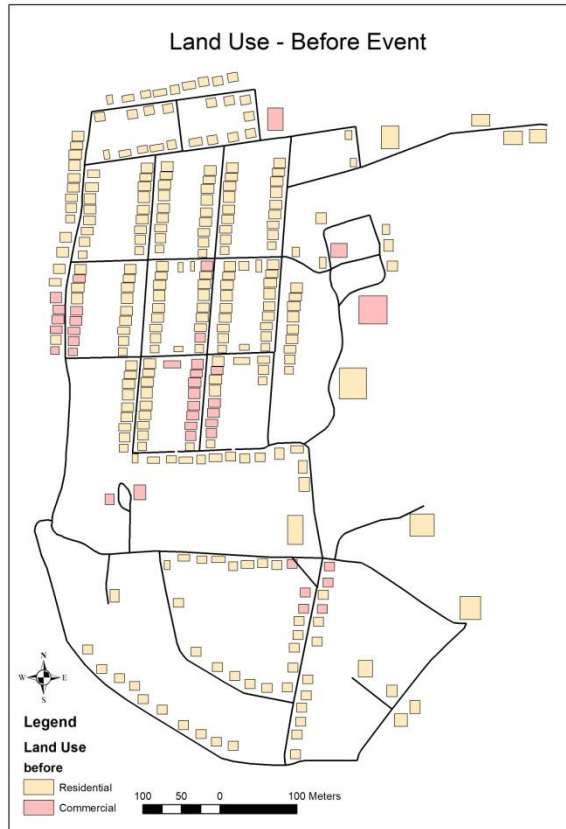 Land Use - Before Event
N
W E
S
Legend
Land Use
before
Residential
Commercial
100 50 0 100 Meters